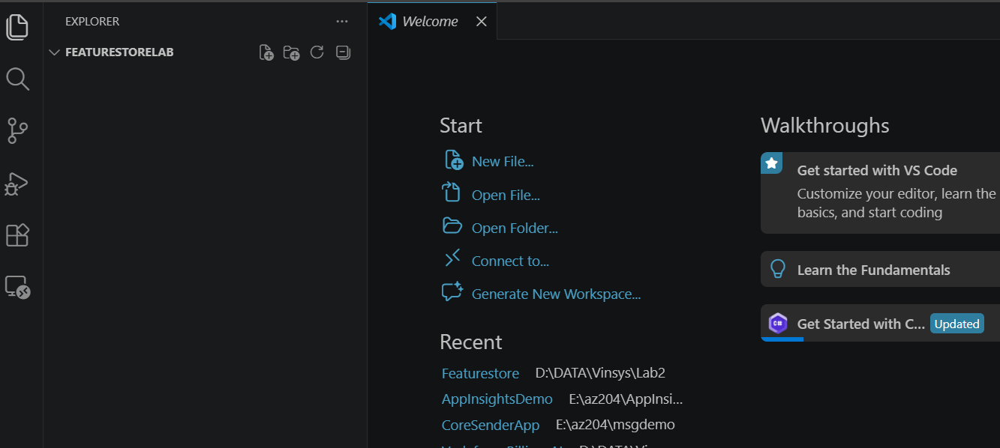 EXPLORER
FEATURESTORELAB
Welcome
Start
New File...
Open File...
Open Folder...
Connect to...
Generate New Workspace...
Recent
Featurestore D:\DATA\Vinsys\Lab2
AppInsightsDemo E:\az204\AppInsi...
CoreSenderApp E:\az204\msgdemo
Walkthroughs
Get started with VS Code
Customize your editor, learn the
basics, and start coding
Learn the Fundamentals
C#
Get Started with C... Updated